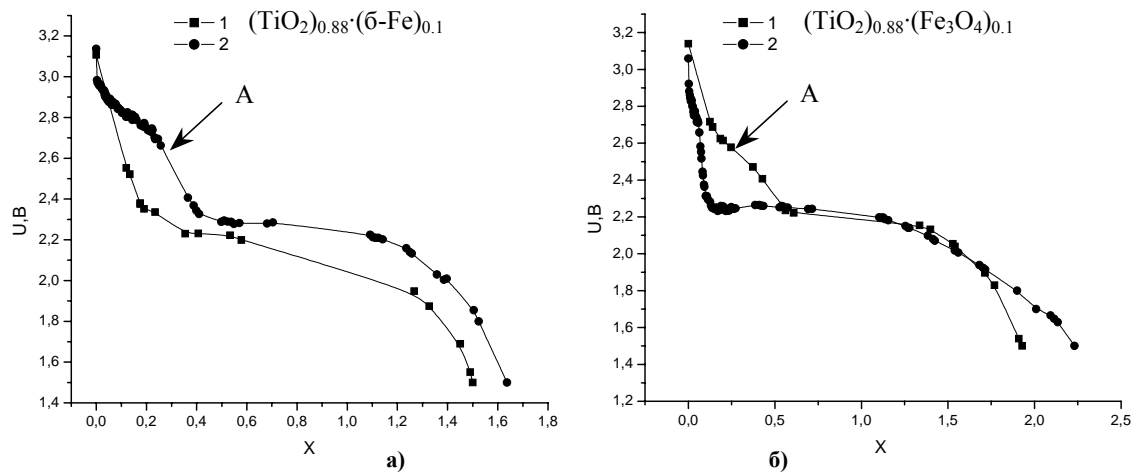 (TiO2)0.88·(б-Fe)0.1
1
2
A
3,2
3,0
2,8
2,6
2,4
2,2
2,0
1,8
1,6
1,4
U,B
0,0 0,2 0,4 0,6 0,8 1,0 1,2 1,4 1,6 1,8
X
а)
(TiO2)0.88·(Fe3O4)0.1
1
2
A
3,2
3,0
2,8
2,6
2,4
2,2
2,0
1,8
1,6
1,4
1,2
U,B
0,0 0,5 1,0 1,5 2,0 2,5
X
б)